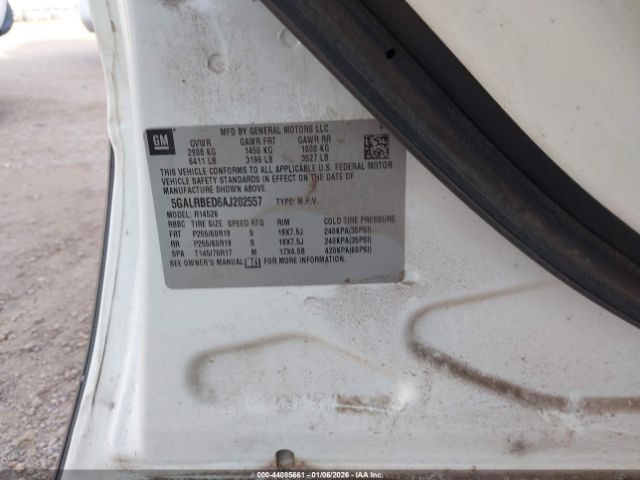 GM
MFD BY GENERAL MOTORS LLC
GVWR GAWR FRT GAWR RR
2908 KG 1450 KG 1600 KG
6411 LB 3196 LB 3527 LB
THIS VEHICLE CONFORMS TO ALL APPLICABLE U.S. FEDERAL MOTOR
VEHICLE SAFETY STANDARDS IN EFFECT ON THE DATE OF
MANUFACTURE SHOWN ABOVE.
5GALRBED6AJ202557 TYPE: M.P.V.
MODEL: R14526
RBBC TIRE SIZE SPEED RTG RIM COLD TIRE PRESSURE
FRT P255/60R19 S 19X7.5J 240KPA(35PSI)
RR P255/60R19 S 19X7.5J 240KPA(35PSI)
SPA T145/70R17 M 17X4.5B 420KPA(60PSI)
SEE OWNER'S MANUAL FOR MORE INFORMATION.
000-44085661 - 01/06/2026 - IAAI.COM